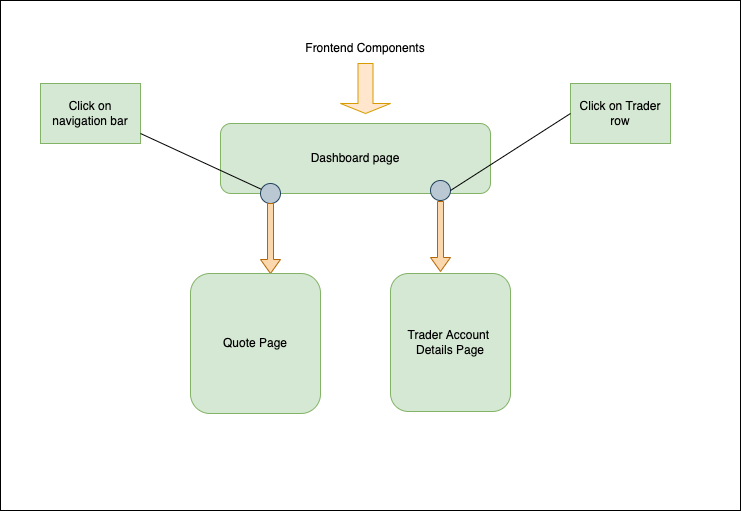 Frontend Components
Click on
navigation bar
Click on Trader
row
Dashboard page
Quote Page
Trader Account
Details Page